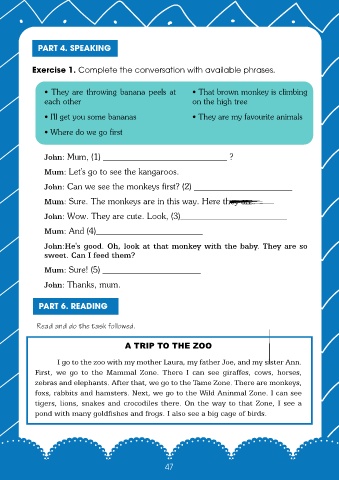 PART 4. SPEAKING
Exercise 1. Complete the conversation with available phrases.
• They are throwing banana peels at each other
• I'll get you some bananas
• Where do we go first
• That brown monkey is climbing on the high tree
• They are my favourite animals
John: Mum, (1) ______________________________ ?
Mum: Let's go to see the kangaroos.
John: Can we see the monkeys first? (2) ________________________
Mum: Sure. The monkeys are in this way. Here they are.
John: Wow. They are cute. Look, (3)__________________________
Mum: And (4)__________________________
John:He's good. Oh, look at that monkey with the baby. They are so
sweet. Can I feed them?
Mum: Sure! (5) ________________________
John: Thanks, mum.
PART 6. READING
Read and do the task followed.
A TRIP TO THE ZOO
I go to the zoo with my mother Laura, my father Joe, and my sister Ann.
First, we go to the Mammal Zone. There I can see giraffes, cows, horses,
zebras and elephants. After that, we go to the Tame Zone. There are monkeys,
foxs, rabbits and hamsters. Next, we go to the Wild Aninmal Zone. I can see
tigers, lions, snakes and crocodiles there. On the way to that Zone, I see a
pond with many goldfishes and frogs. I also see a big cage of birds.
47